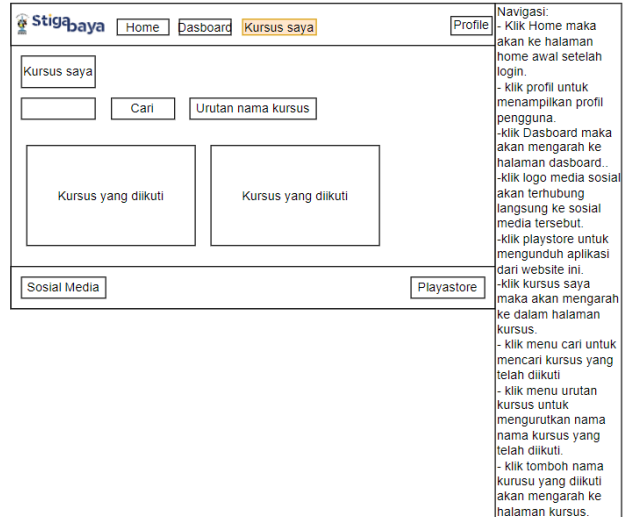 Stigabaya
Home
Dasboard
Kursus saya
Profile
Kursus saya
Cari
Urutan nama kursus
Kursus yang diikuti
Kursus yang diikuti
Sosial Media
Playastore
Navigasi:
- Klik Home maka
akan ke halaman
home awal setelah
login.
- klik profil untuk
menampilkan profil
pengguna.
-klik Dasboard maka
akan mengarah ke
halaman dasboard..
-klik logo media sosial
akan terhubung
langsung ke sosial
media tersebut.
-klik playstore untuk
mengunduh aplikasi
dari website ini.
-klik kursus saya
maka akan mengarah
ke dalam halaman
kursus.
- klik menu cari untuk
mencari kursus yang
telah diikuti
- klik menu urutan
kursus untuk
mengurutkan nama
nama kursus yang
telah diikuti.
- klik tomboh nama
kurusu yang diikuti
akan mengarah ke
halaman kursus.